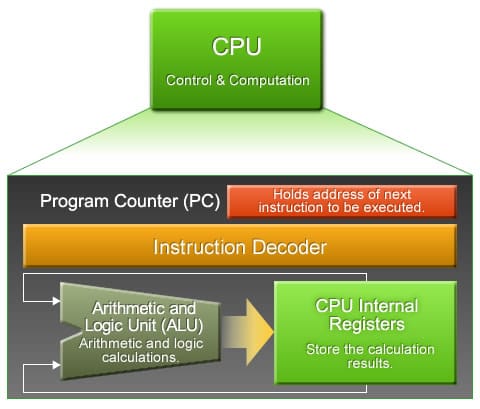 CPU
Control & Computation
Program Counter (PC)
Holds address of next
instruction to be executed.
Instruction Decoder
Arithmetic and
Logic Unit (ALU)
Arithmetic and logic
calculations.
CPU Internal
Registers
Store the calculation
results.